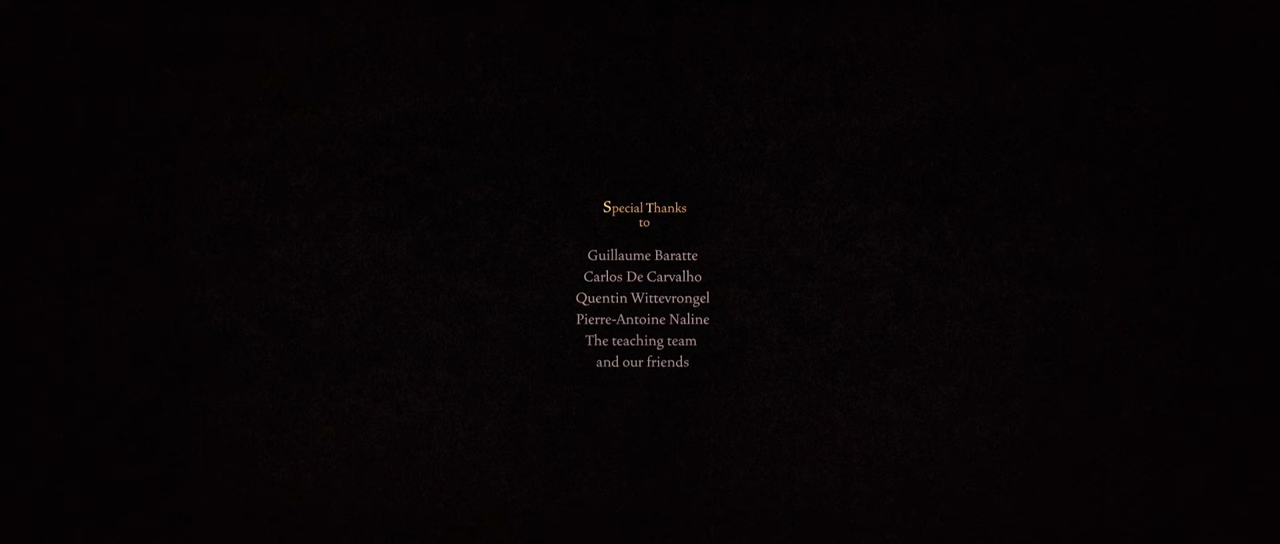 Special Thanks
to
Guillaume Baratte
Carlos De Carvalho
Quentin Wittevrongel
Pierre-Antoine Naline
The teaching team
and our friends